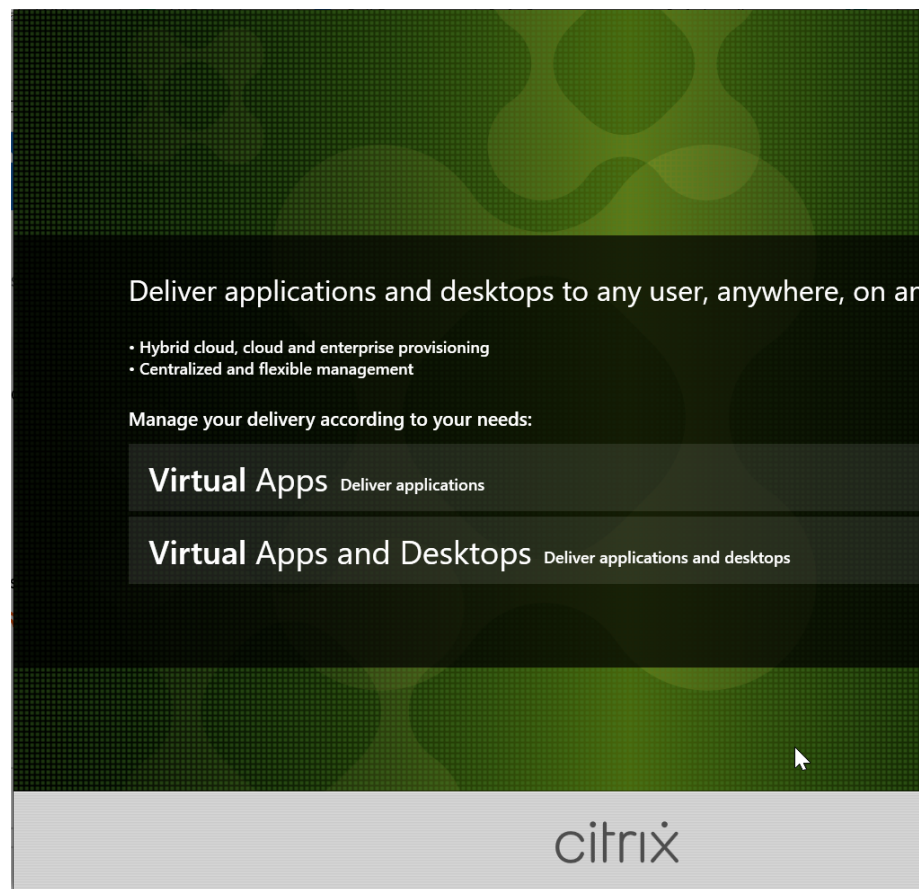 Deliver applications and desktops to any user, anywhere, on
• Hybrid cloud, cloud and enterprise provisioning
• Centralized and flexible management
Manage your delivery according to your needs:
Virtual Apps Deliver applications
Virtual Apps and Desktops Deliver applications and desktops
citrix